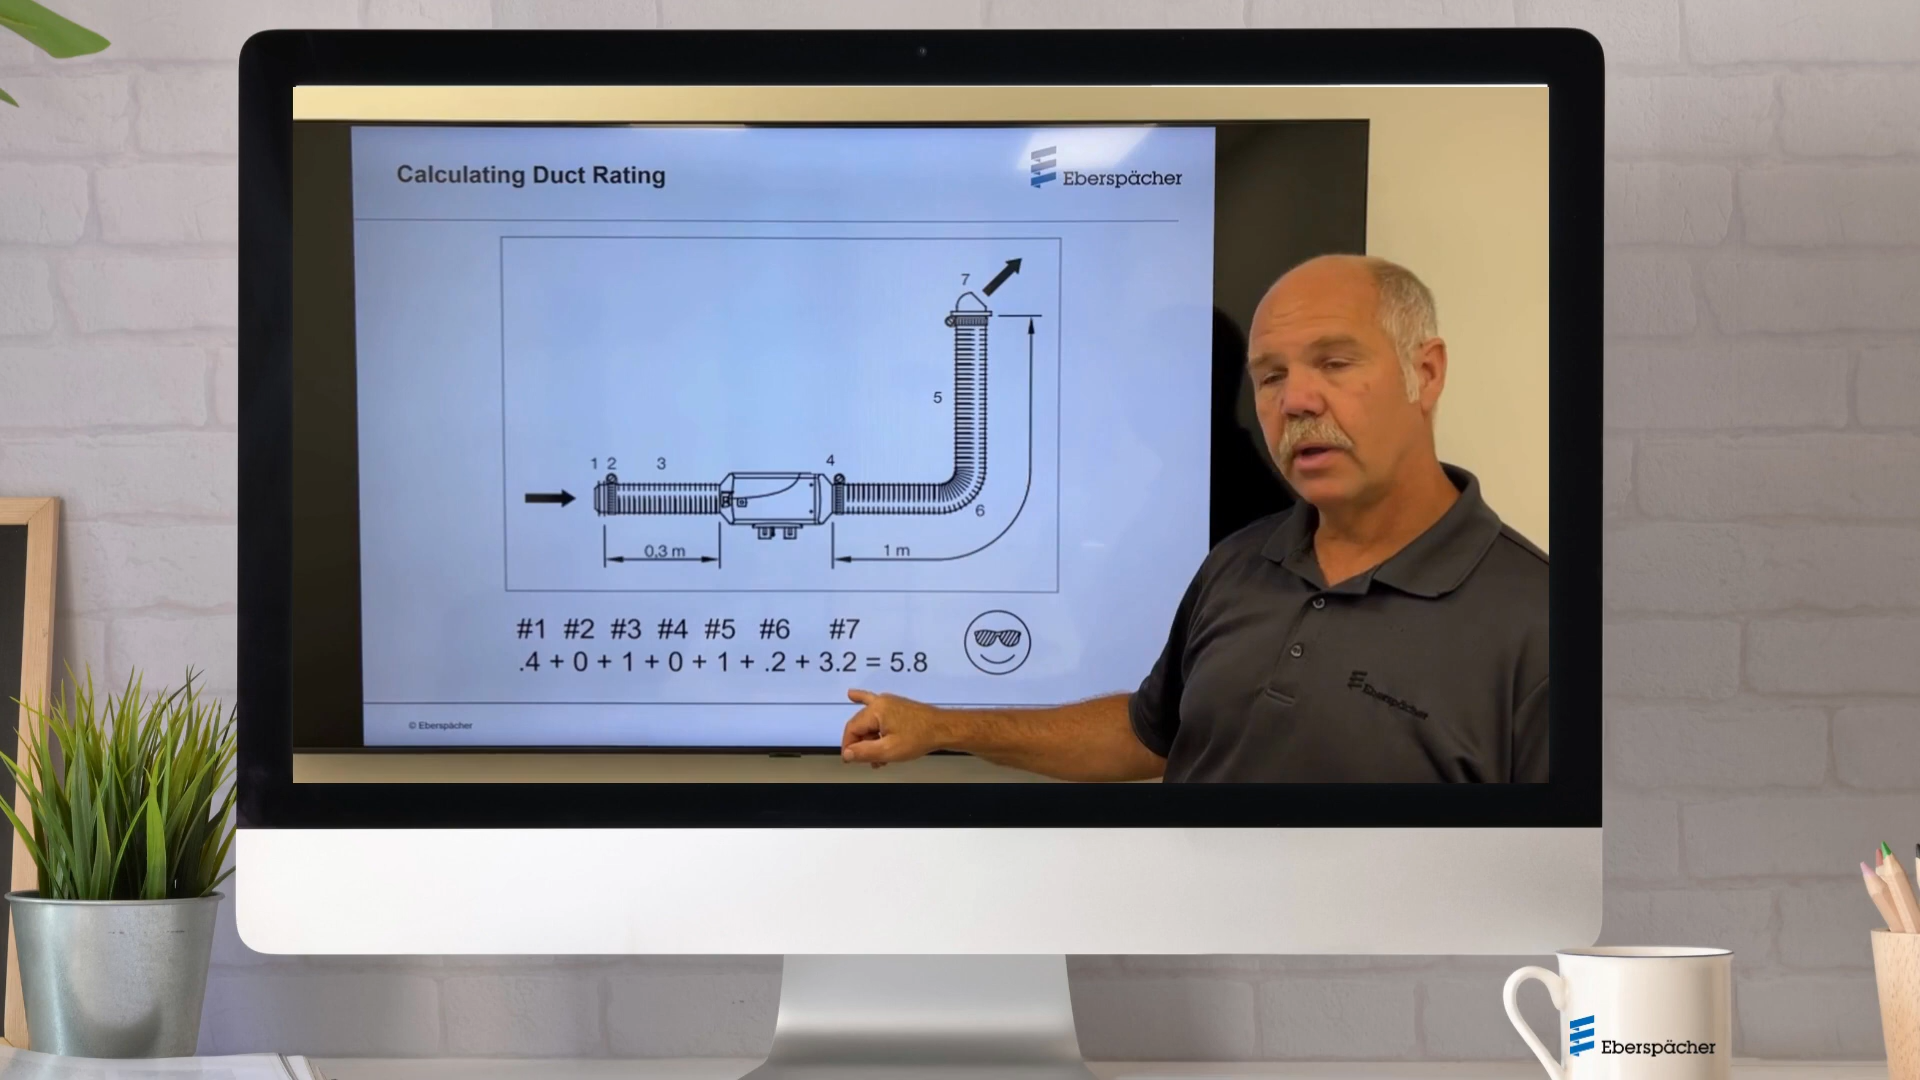 Calculating Duct Rating
Eberspächer
7
5
4
1 2 3
6
0,3 m
1 m
#1 #2 #3 #4 #5 #6 #7
.4 + 0 + 1 + 0 + 1 + .2 + 3.2 = 5.8
© Eberspächer
Eberspächer
Eberspächer